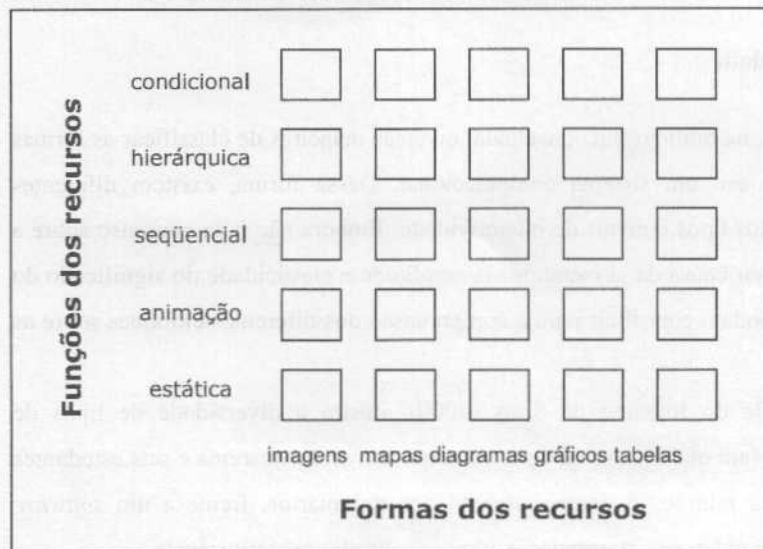 Funções dos recursos
condicional
hierárquica
seqüencial
animação
estática
imagens mapas diagramas gráficos tabelas
Formas dos recursos